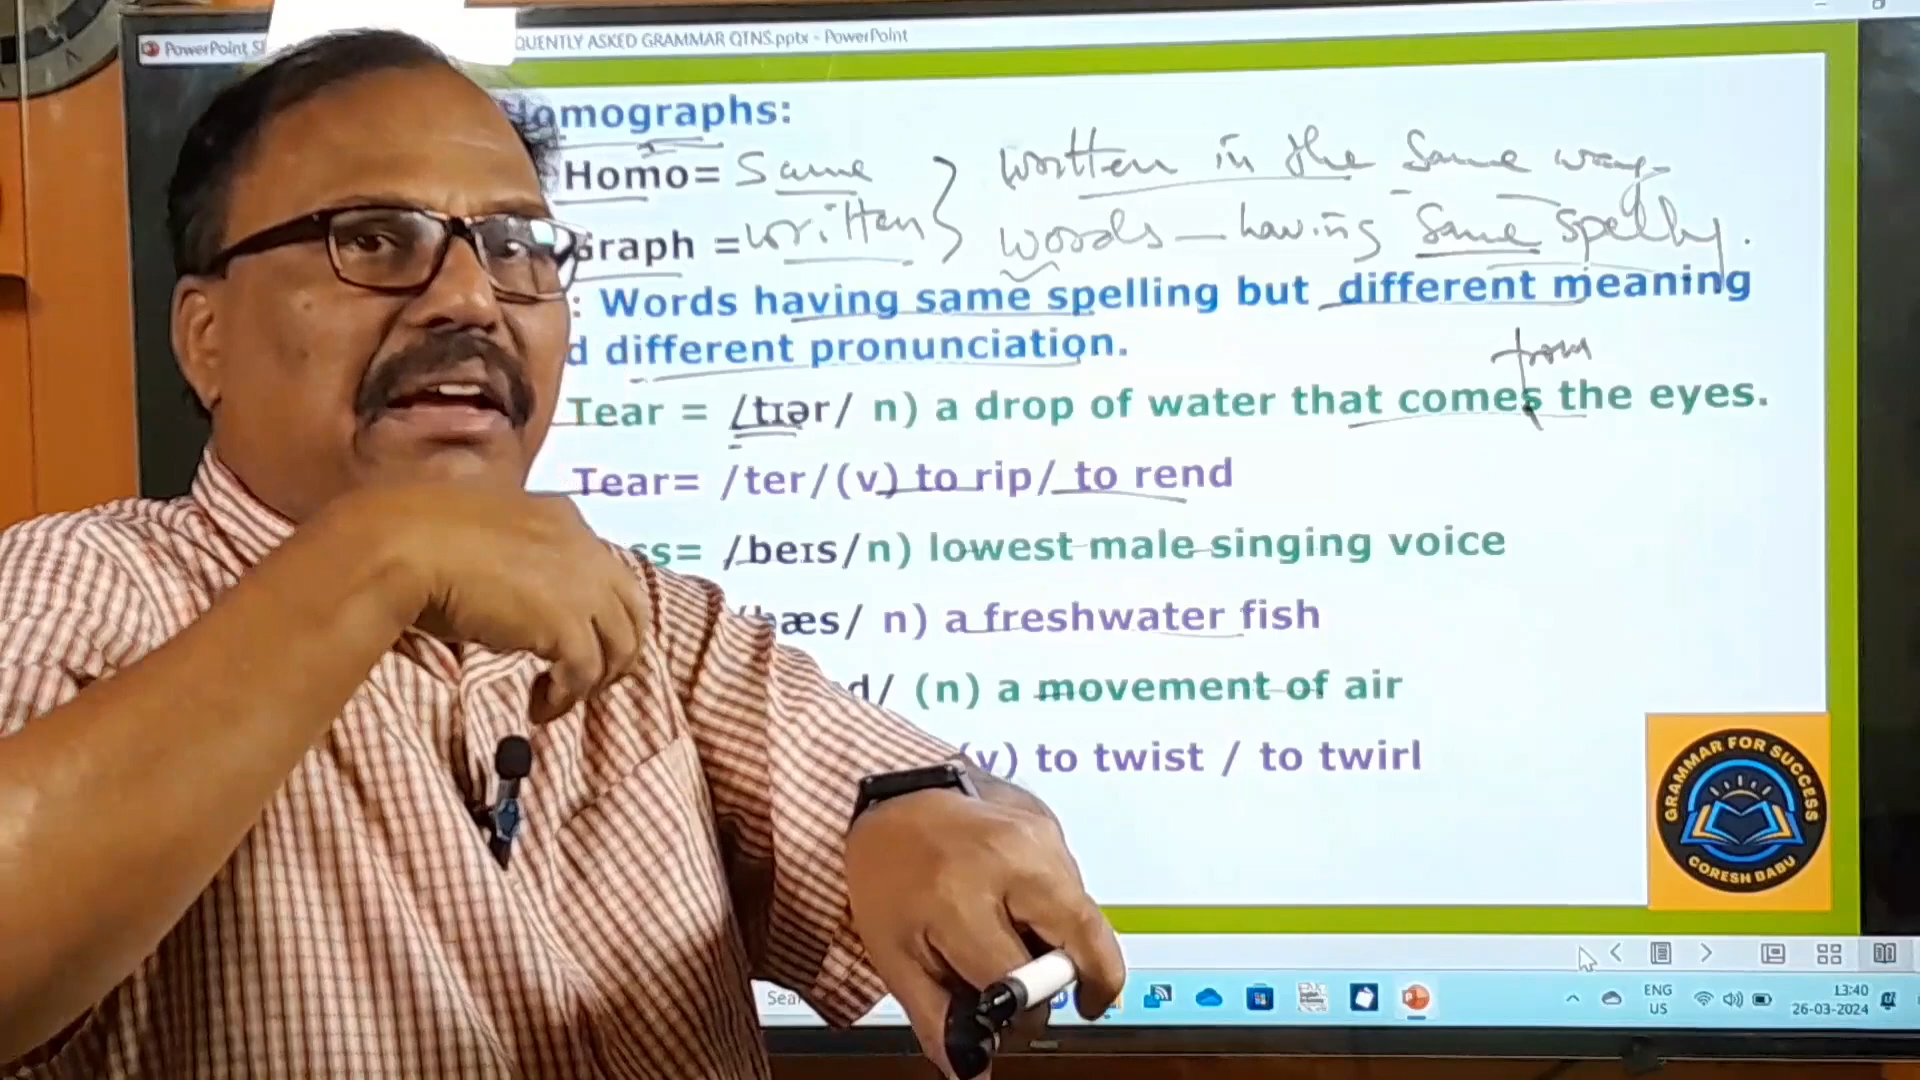 PowerPoint Sl QUENTLY ASKED GRAMMAR QTNS.pptx - PowerPoint
Homographs:
Homo= Same written in the same way
Graph = written words - having same spelling.
: Words having same spelling but different meaning
d different pronunciation.
from
Tear = /tɪər/ n) a drop of water that comes the eyes.
Tear= /ter/(v) to rip/ to rend
ss= /beɪs/n) lowest male singing voice
æs/ n) a freshwater fish
d/ (n) a movement of air
(v) to twist / to twirl
GRAMMAR FOR SUCCESS
CORESH BABU
Sea
ENG
US
13:40
26-03-2024